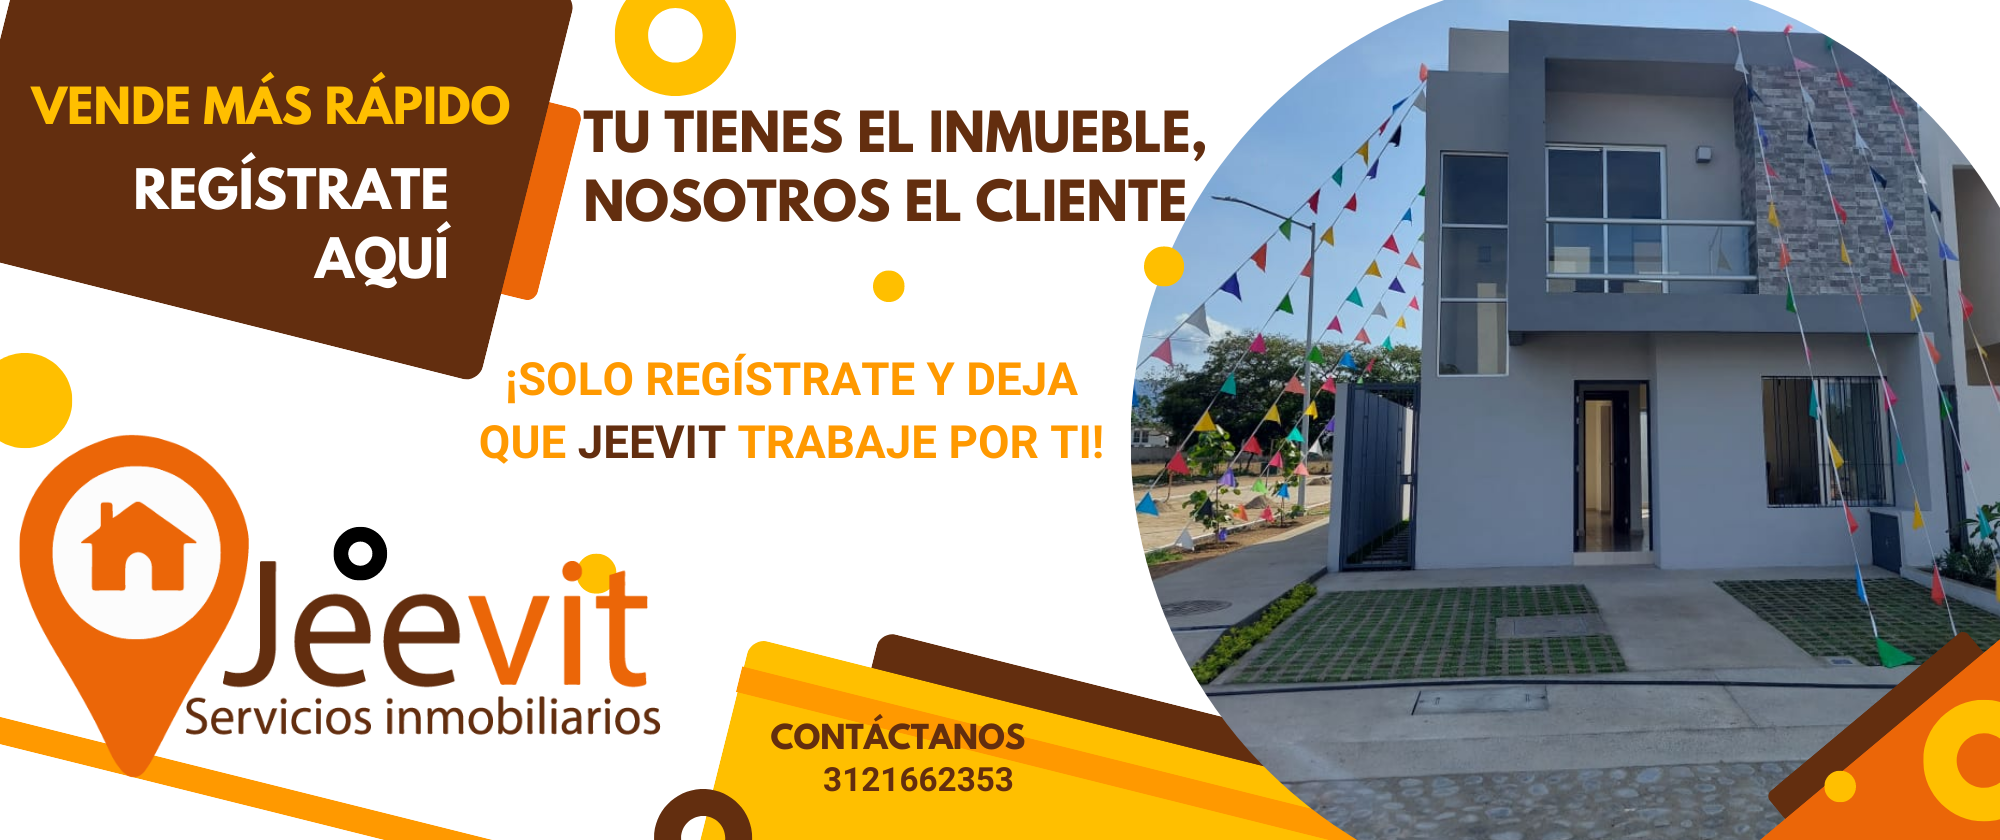 VENDE MÁS RÁPIDO
REGÍSTRATE
AQUÍ
TU TIENES EL INMUEBLE,
NOSOTROS EL CLIENTE
¡SOLO REGÍSTRATE Y DEJA
QUE JEEVIT TRABAJE POR TI!
Jeevit
Servicios inmobiliarios
CONTÁCTANOS
3121662353